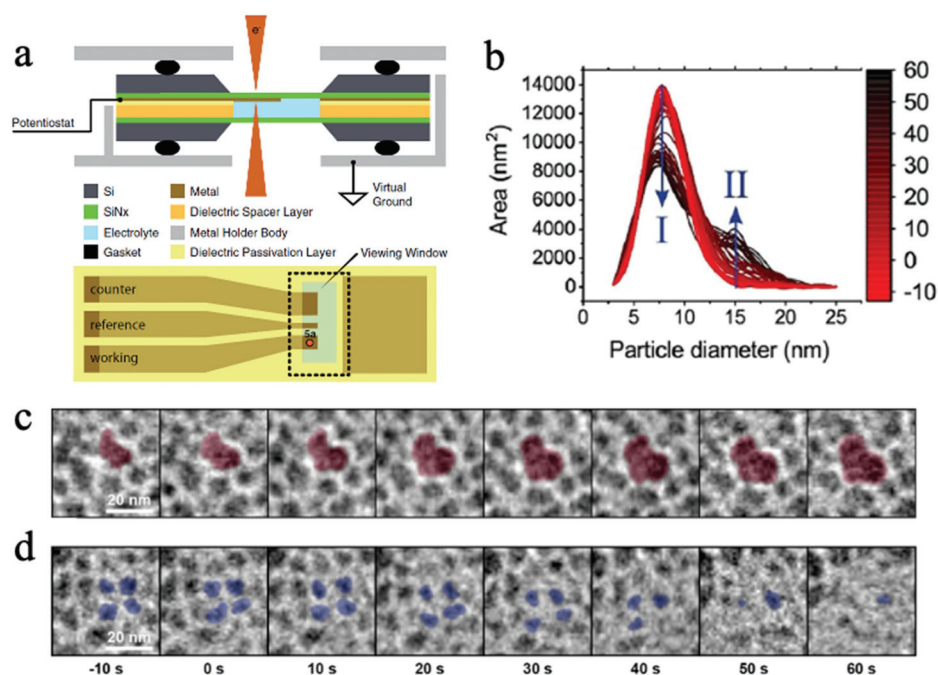 a
e-
Potentiostat
Virtual
Ground
Si
Metal
SiNx
Dielectric Spacer Layer
Electrolyte
Metal Holder Body
Gasket
Dielectric Passivation Layer
Viewing Window
counter
reference
5a
working
b
14000
12000
10000
8000
6000
4000
2000
0
Area (nm²)
I
II
0 5 10 15 20 25
Particle diameter (nm)
60
50
40
30
20
10
0
-10
c
20 nm
d
20 nm
-10 s 0 s 10 s 20 s 30 s 40 s 50 s 60 s